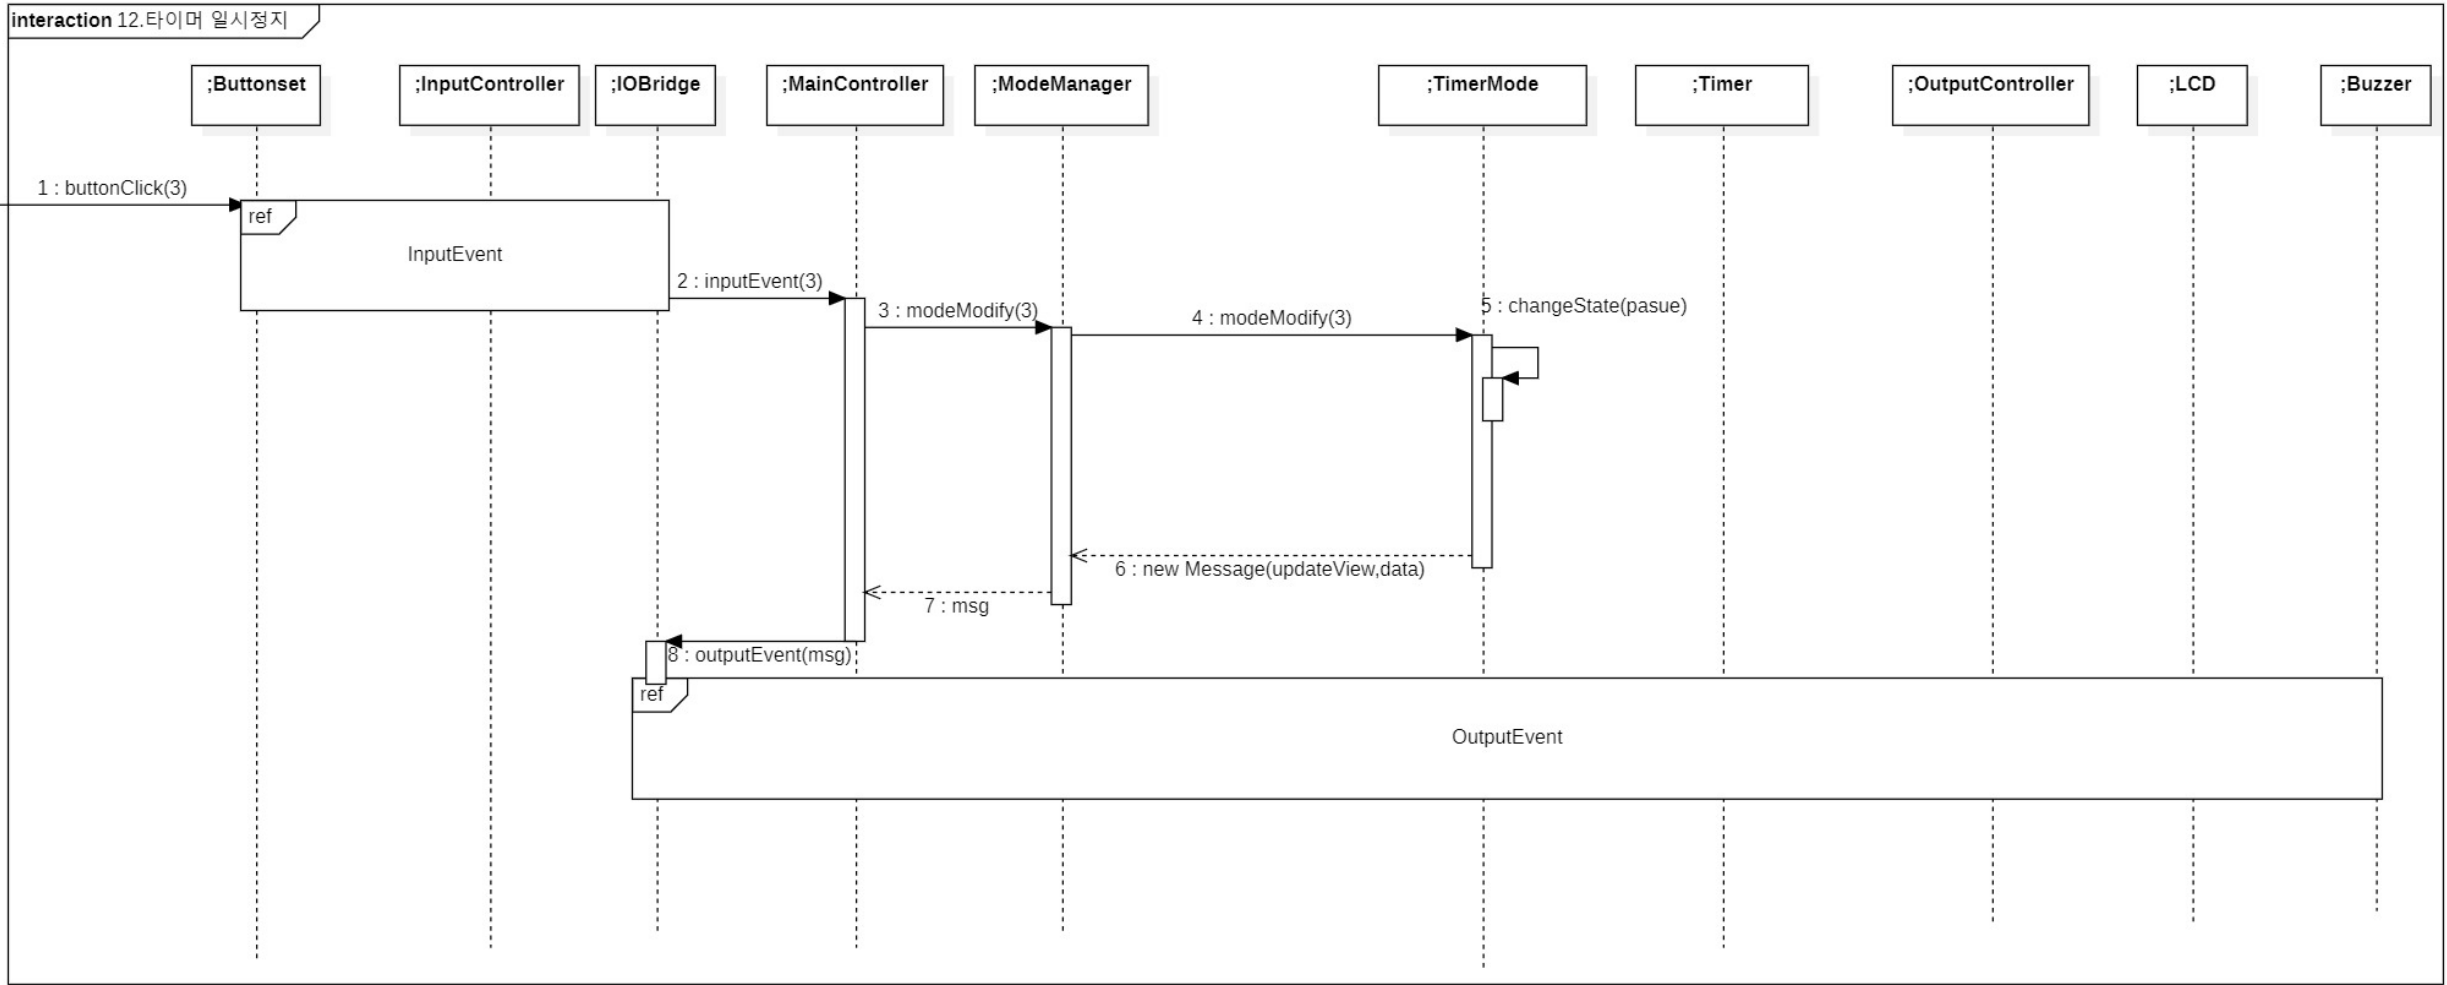 interaction 12.타이머 일시정지
;Buttonset
;InputController
;IOBridge
;MainController
;ModeManager
;TimerMode
;Timer
;OutputController
;LCD
;Buzzer
1 : buttonClick(3)
ref
InputEvent
2 : inputEvent(3)
3 : modeModify(3)
4 : modeModify(3)
5 : changeState(pasue)
6 : new Message(updateView,data)
7 : msg
8 : outputEvent(msg)
ref
OutputEvent